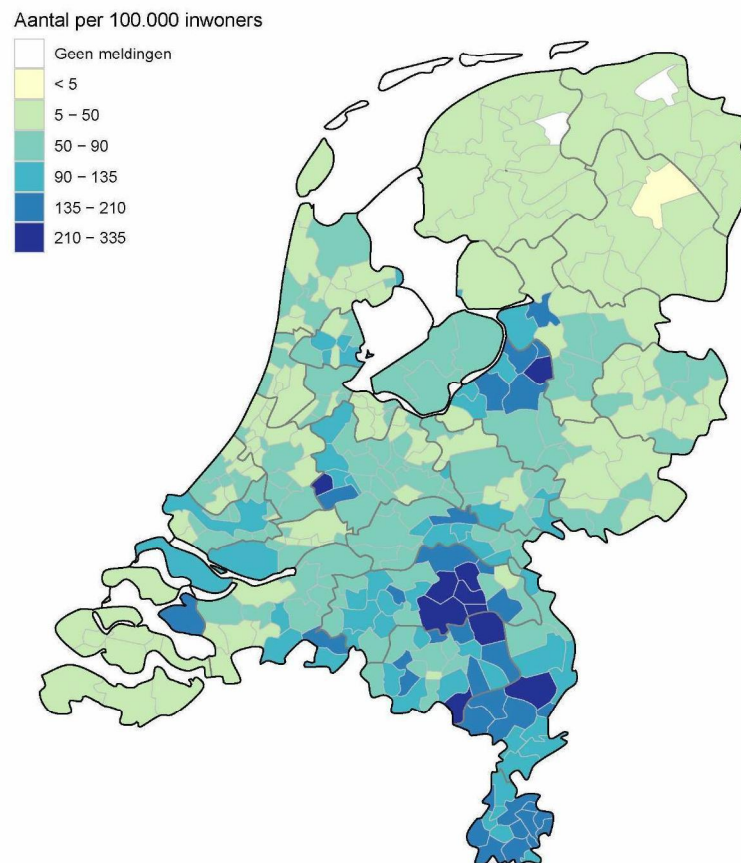 Aantal per 100.000 inwoners
Geen meldingen
< 5
5 – 50
50 – 90
90 – 135
135 – 210
210 – 335